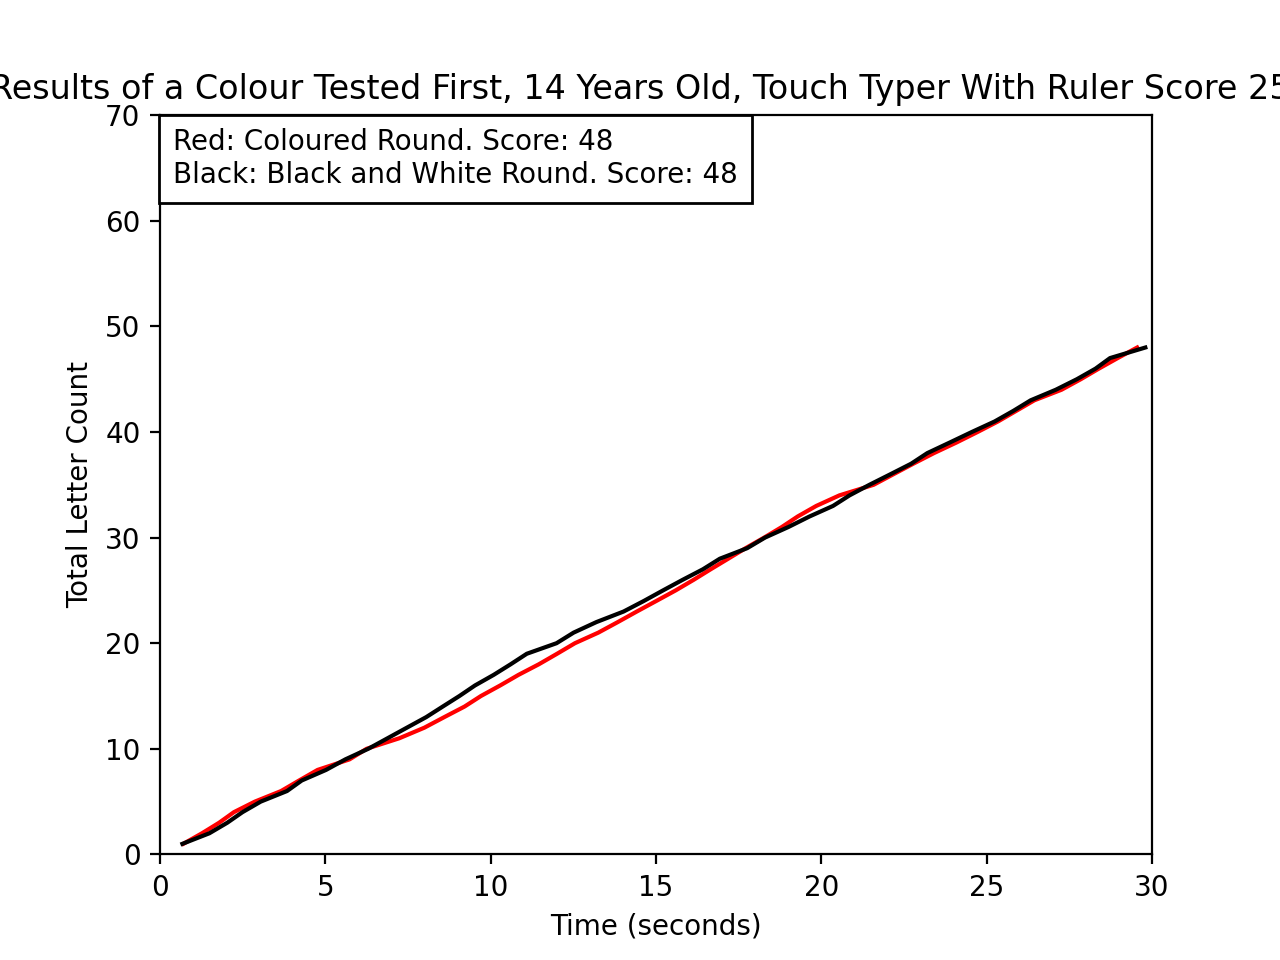 Results of a Colour Tested First, 14 Years Old, Touch Typer With Ruler Score 25
Red: Coloured Round. Score: 48
Black: Black and White Round. Score: 48
70
60
50
40
30
20
10
0
Total Letter Count
0 5 10 15 20 25 30
Time (seconds)